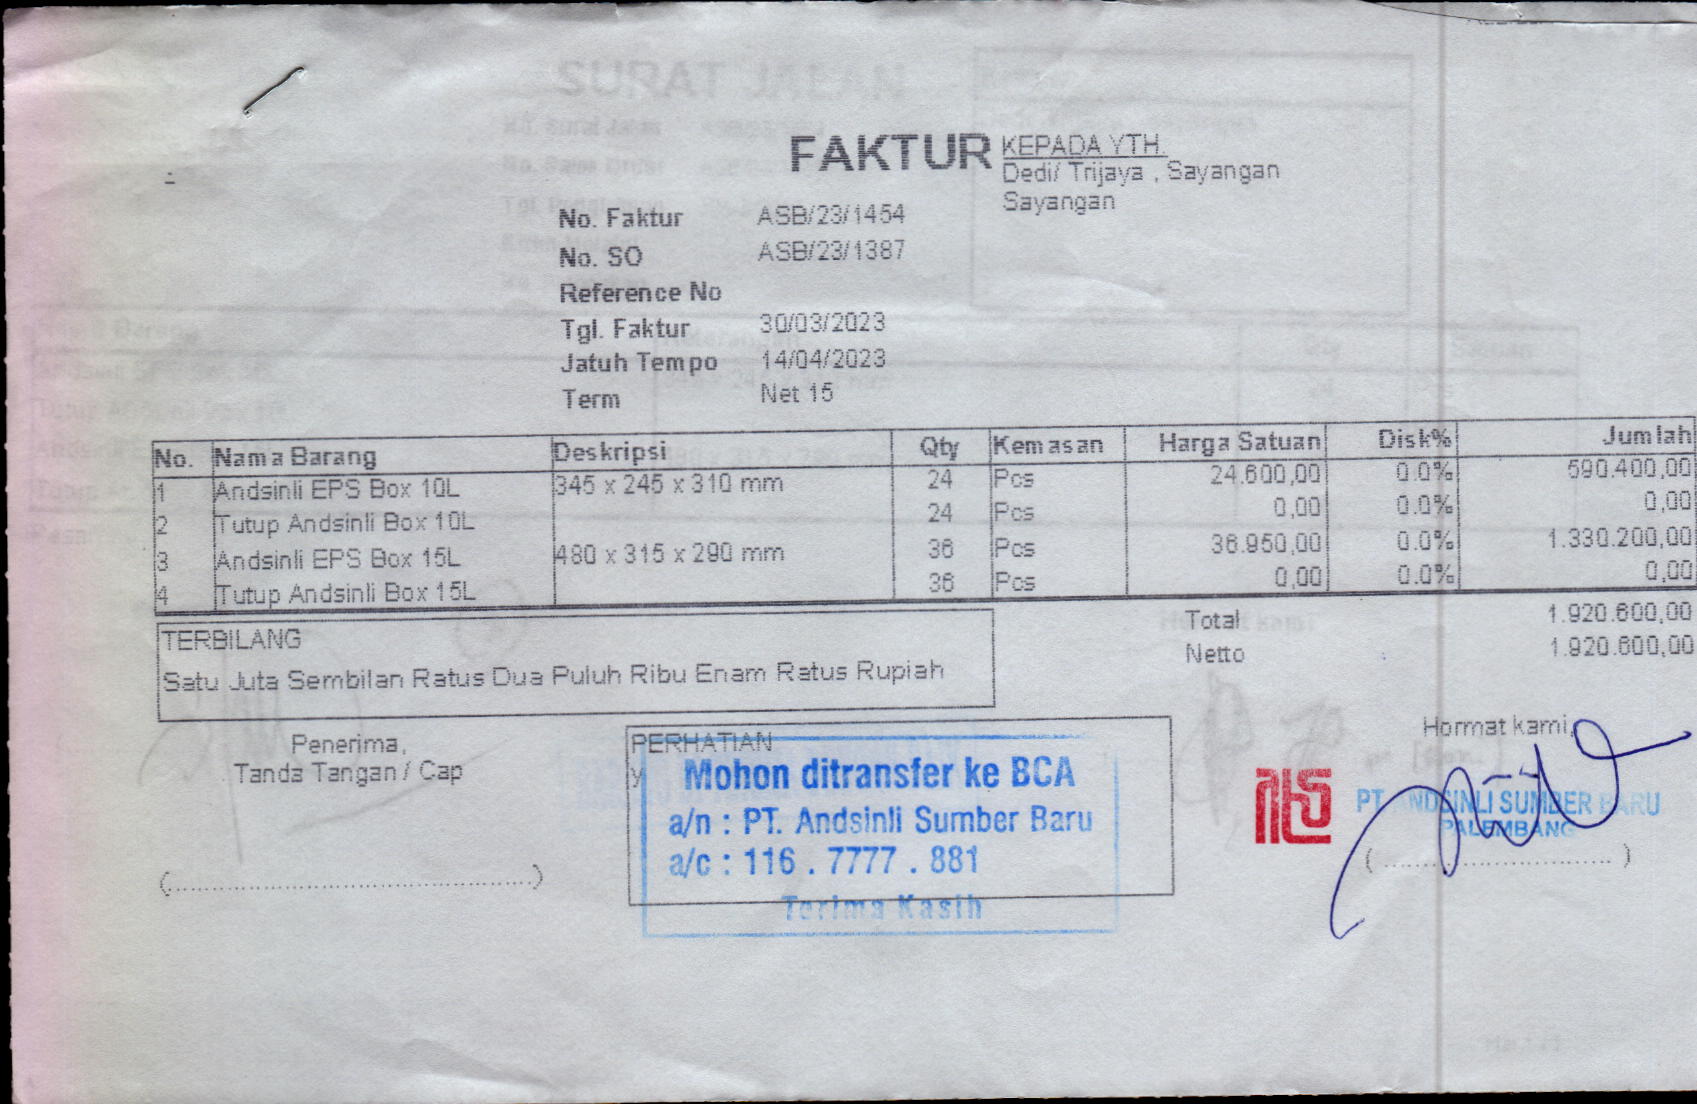 FAKTUR
KEPADA YTH.
Dedi/ Trijaya , Sayangan
Sayangan
No. Faktur ASB/23/1454
No. SO ASB/23/1387
Reference No
Tgl. Faktur 30/03/2023
Jatuh Tempo 14/04/2023
Term Net 15
No. Nama Barang Deskripsi Qty Kemasan Harga Satuan Disk% Jumlah
1 Andsinli EPS Box 10L 345 x 245 x 310 mm 24 Pcs 24.600,00 0.0% 590.400,00
2 Tutup Andsinli Box 10L 24 Pcs 0,00 0.0% 0,00
3 Andsinli EPS Box 15L 480 x 315 x 290 mm 36 Pcs 36.950,00 0.0% 1.330.200,00
4 Tutup Andsinli Box 15L 36 Pcs 0,00 0.0% 0,00
Total 1.920.600,00
Netto 1.920.600,00
TERBILANG
Satu Juta Sembilan Ratus Dua Puluh Ribu Enam Ratus Rupiah
Penerima,
Tanda Tangan / Cap
(..................................................)
PERHATIAN
y
Mohon ditransfer ke BCA
a/n : PT. Andsinli Sumber Baru
a/c : 116 . 7777 . 881
Terima Kasih
Hormat kami,
PT. ANDSINLI SUMBER BARU
PALEMBANG
(................................)
SURAT JALAN